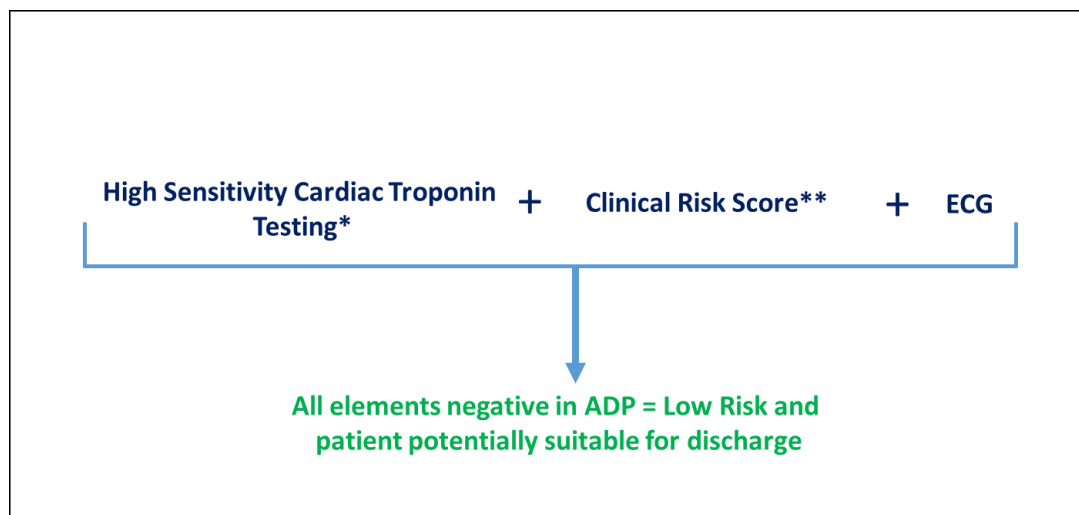 High Sensitivity Cardiac Troponin
Testing*
+
Clinical Risk Score**
+
ECG
All elements negative in ADP = Low Risk and
patient potentially suitable for discharge